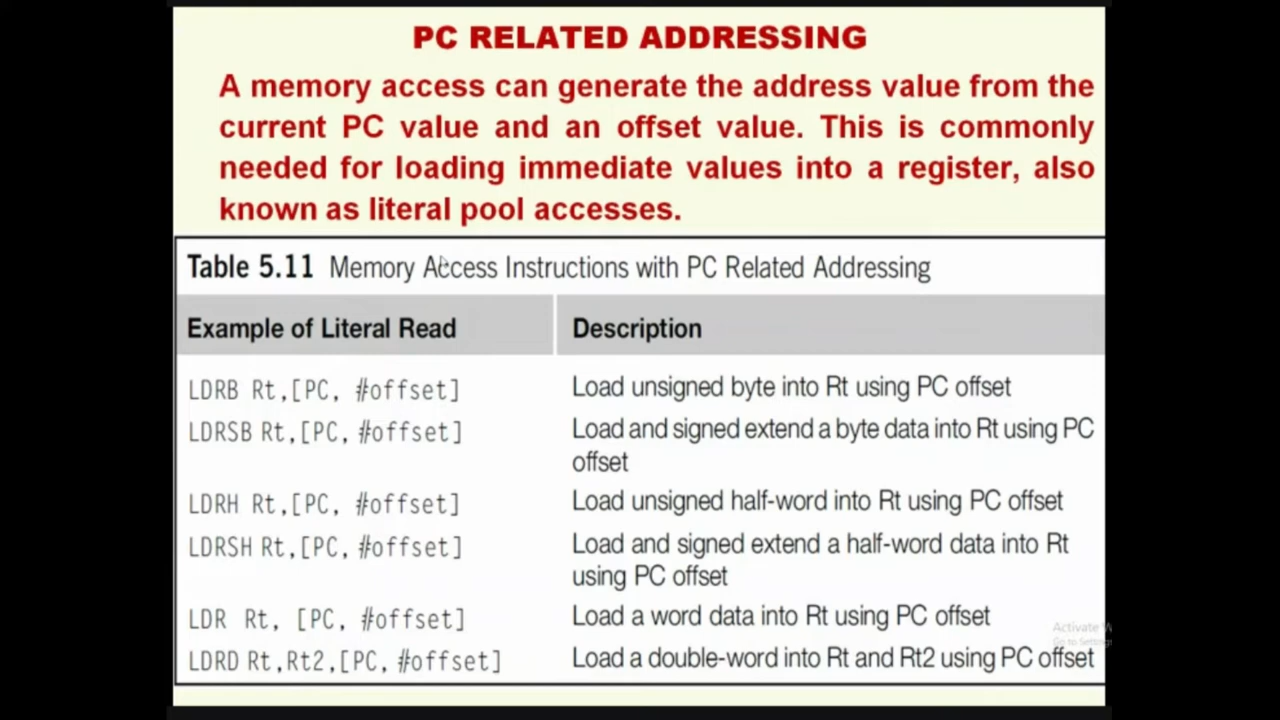 PC RELATED ADDRESSING
A memory access can generate the address value from the
current PC value and an offset value. This is commonly
needed for loading immediate values into a register, also
known as literal pool accesses.
Table 5.11 Memory Access Instructions with PC Related Addressing
Example of Literal Read Description
LDRB Rt,[PC, #offset] Load unsigned byte into Rt using PC offset
LDRSB Rt,[PC, #offset] Load and signed extend a byte data into Rt using PC
offset
LDRH Rt,[PC, #offset] Load unsigned half-word into Rt using PC offset
LDRSH Rt,[PC, #offset] Load and signed extend a half-word data into Rt
using PC offset
LDR Rt, [PC, #offset] Load a word data into Rt using PC offset
LDRD Rt,Rt2,[PC, #offset] Load a double-word into Rt and Rt2 using PC offset
Activate W
Go to Settings